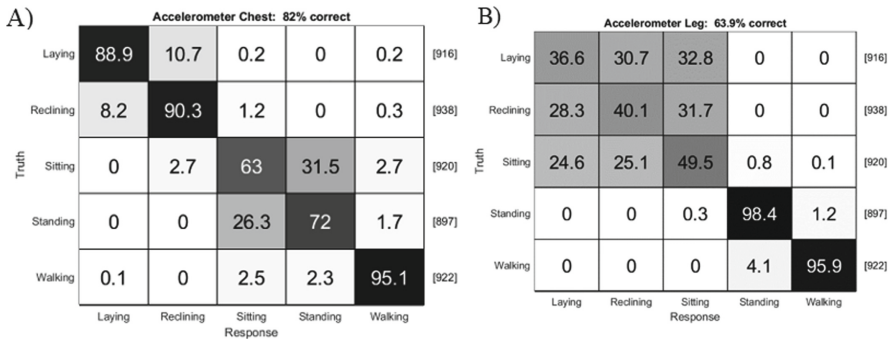 A)
Accelerometer Chest: 82% correct
Laying 88.9 10.7 0.2 0 0.2 [916]
Reclining 8.2 90.3 1.2 0 0.3 [938]
Sitting 0 2.7 63 31.5 2.7 [920]
Standing 0 0 26.3 72 1.7 [897]
Walking 0.1 0 2.5 2.3 95.1 [922]
Truth
Laying Reclining Sitting Standing Walking
Response
B)
Accelerometer Leg: 63.9% correct
Laying 36.6 30.7 32.8 0 0 [916]
Reclining 28.3 40.1 31.7 0 0 [938]
Sitting 24.6 25.1 49.5 0.8 0.1 [920]
Standing 0 0 0.3 98.4 1.2 [897]
Walking 0 0 0 4.1 95.9 [922]
Truth
Laying Reclining Sitting Standing Walking
Response